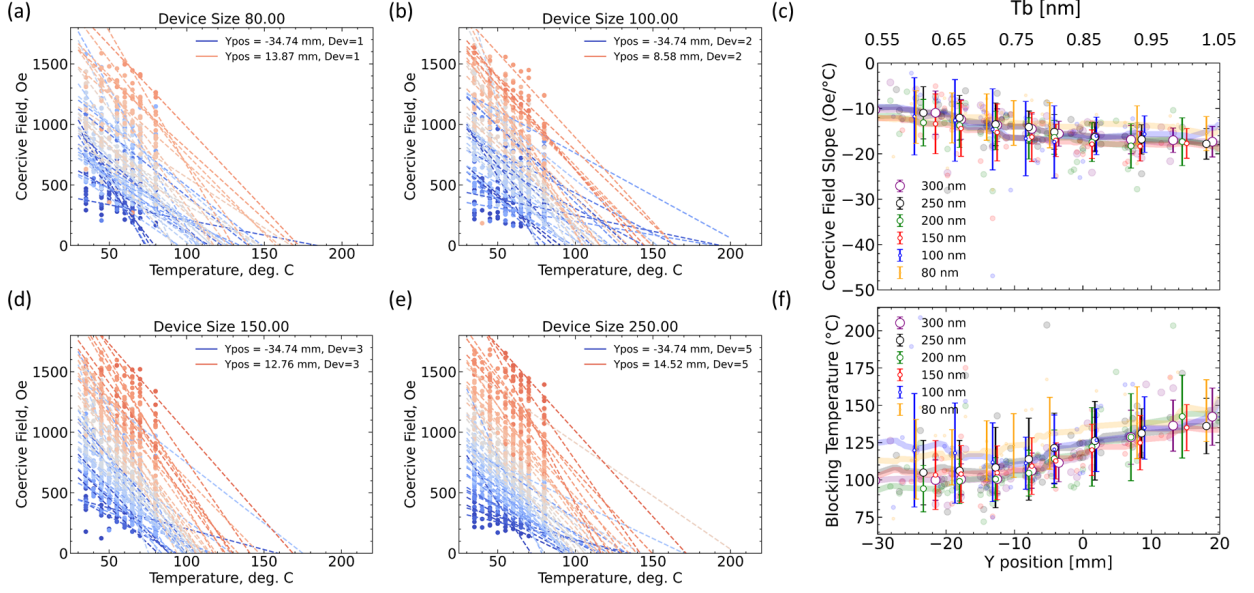 (a)
Device Size 80.00
Ypos = -34.74 mm, Dev=1
Ypos = 13.87 mm, Dev=1
1500
1000
500
0
Coercive Field, Oe
50
100
150
200
Temperature, deg. C
(b)
Device Size 100.00
Ypos = -34.74 mm, Dev=2
Ypos = 8.58 mm, Dev=2
1500
1000
500
0
Coercive Field, Oe
50
100
150
200
Temperature, deg. C
(c)
Tb [nm]
0.55
0.65
0.75
0.85
0.95
1.05
0
−10
−20
−30
−40
−50
Coercive Field Slope (Oe/°C)
300 nm
250 nm
200 nm
150 nm
100 nm
80 nm
(d)
Device Size 150.00
Ypos = -34.74 mm, Dev=3
Ypos = 12.76 mm, Dev=3
1500
1000
500
0
Coercive Field, Oe
50
100
150
200
Temperature, deg. C
(e)
Device Size 250.00
Ypos = -34.74 mm, Dev=5
Ypos = 14.52 mm, Dev=5
1500
1000
500
0
Coercive Field, Oe
50
100
150
200
Temperature, deg. C
(f)
200
175
150
125
100
75
Blocking Temperature (°C)
300 nm
250 nm
200 nm
150 nm
100 nm
80 nm
−30
−20
−10
0
10
20
Y position [mm]